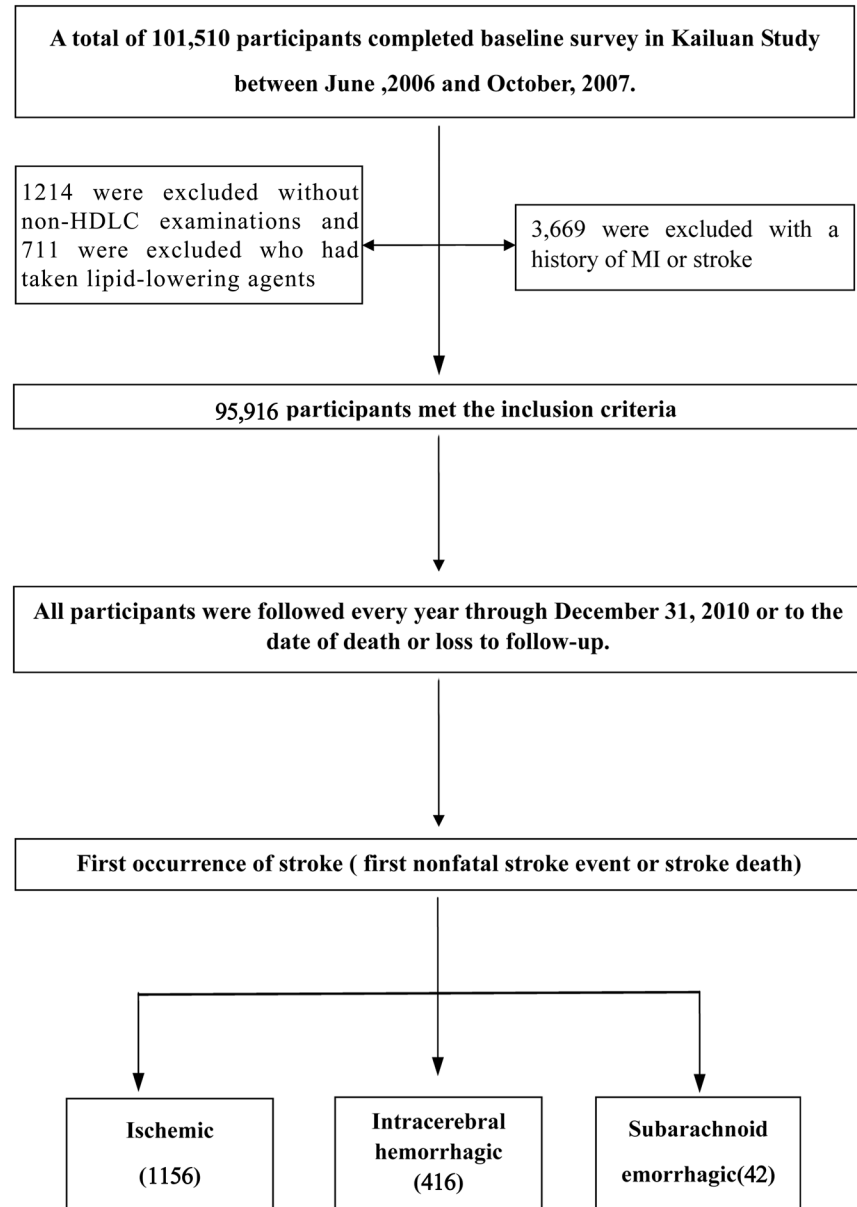 A total of 101,510 participants completed baseline survey in Kailuan Study
between June ,2006 and October, 2007.
1214 were excluded without
non-HDLC examinations and
711 were excluded who had
taken lipid-lowering agents
3,669 were excluded with a
history of MI or stroke
95,916 participants met the inclusion criteria
All participants were followed every year through December 31, 2010 or to the
date of death or loss to follow-up.
First occurrence of stroke ( first nonfatal stroke event or stroke death)
Ischemic
(1156)
Intracerebral
hemorrhagic
(416)
Subarachnoid
emorrhagic(42)